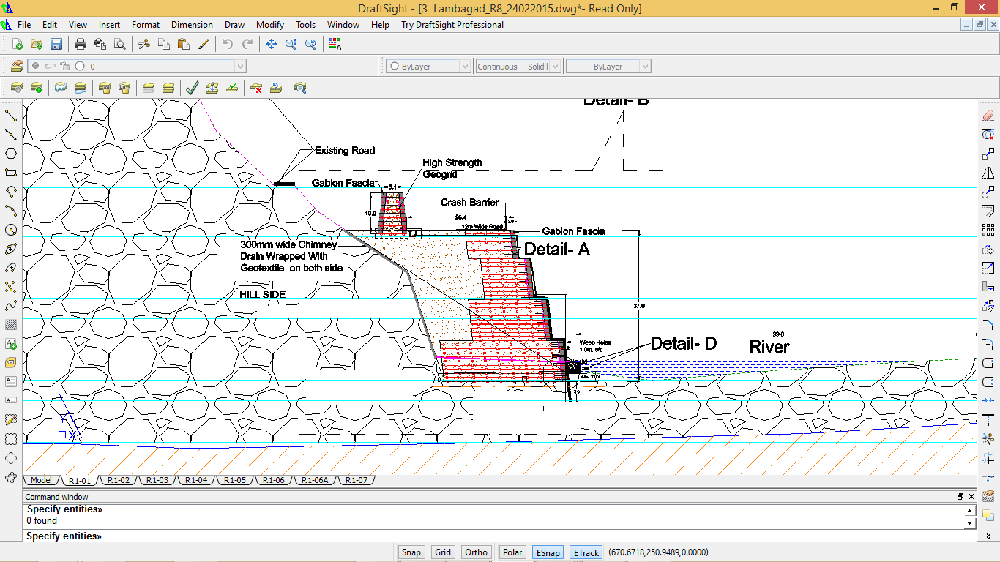 DraftSight - [3 Lambagad_R8_24022015.dwg*- Read Only]
File Edit View Insert Format Dimension Draw Modify Tools Window Help Try DraftSight Professional
0
ByLayer
Continuous Solid l
ByLayer
Detail- B
Existing Road
High Strength
Geogrid
Gabion Fascia
5.1
10.0
Crash Barrier
26.4
12m Wide Road
Gabion Fascia
Detail- A
300mm wide Chimney
Drain Wrapped With
Geotextile on both side
HILL SIDE
37.0
39.0
Weep Holes
1.0m. c/c
Detail- D
River
Y
X
Model R1-01 R1-02 R1-03 R1-04 R1-05 R1-06 R1-06A R1-07
Command window
Specify entities»
0 found
Specify entities»
Snap Grid Ortho Polar ESnap ETrack (670.6718,250.9489,0.0000)